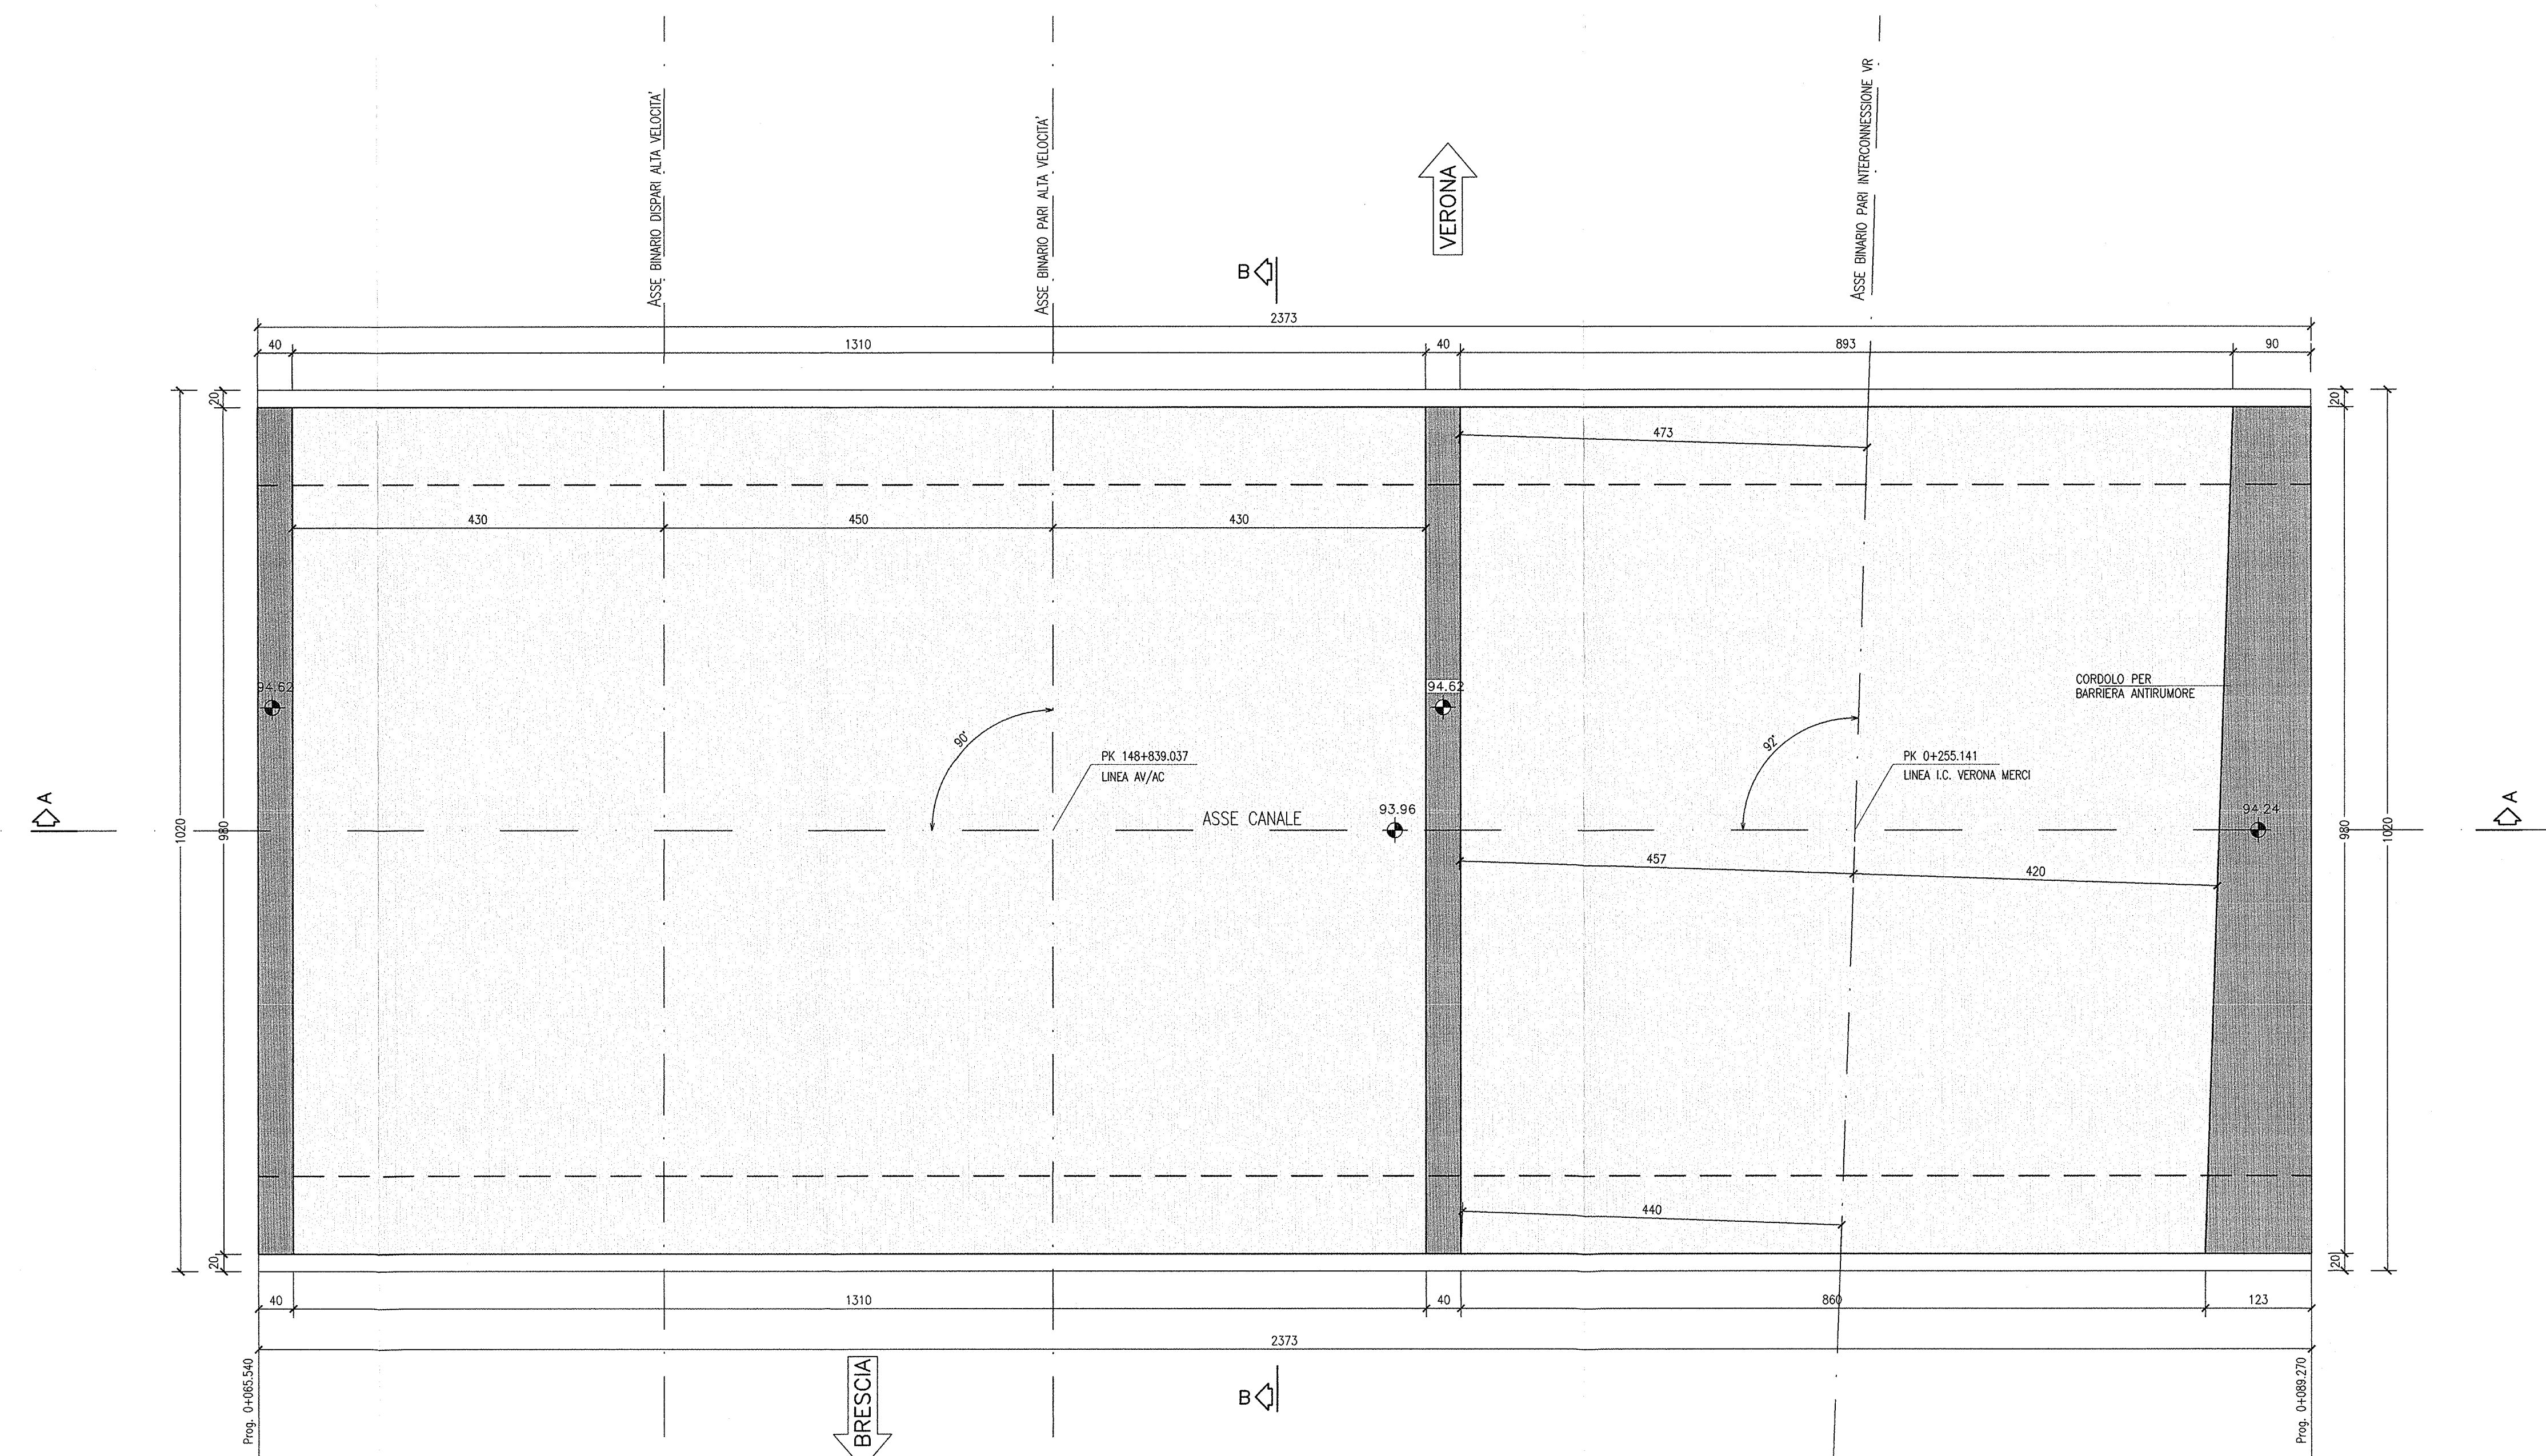 ASSE BINARIO DISPARI ALTA VELOCITA'
ASSE BINARIO PARI ALTA VELOCITA'
ASSE BINARIO PARI INTERCONNESSIONE VR
VERONA
B
2373
40
1310
40
893
90
20
20
473
430
450
430
94.62
94.62
CORDOLO PER
BARRIERA ANTIRUMORE
90°
92°
PK 148+839.037
LINEA AV/AC
PK 0+255.141
LINEA I.C. VERONA MERCI
A
A
1020
980
ASSE CANALE
93.96
94.24
980
1020
457
420
440
20
20
40
1310
40
860
123
2373
BRESCIA
B
Prog. 0+065.540
Prog. 0+089.270